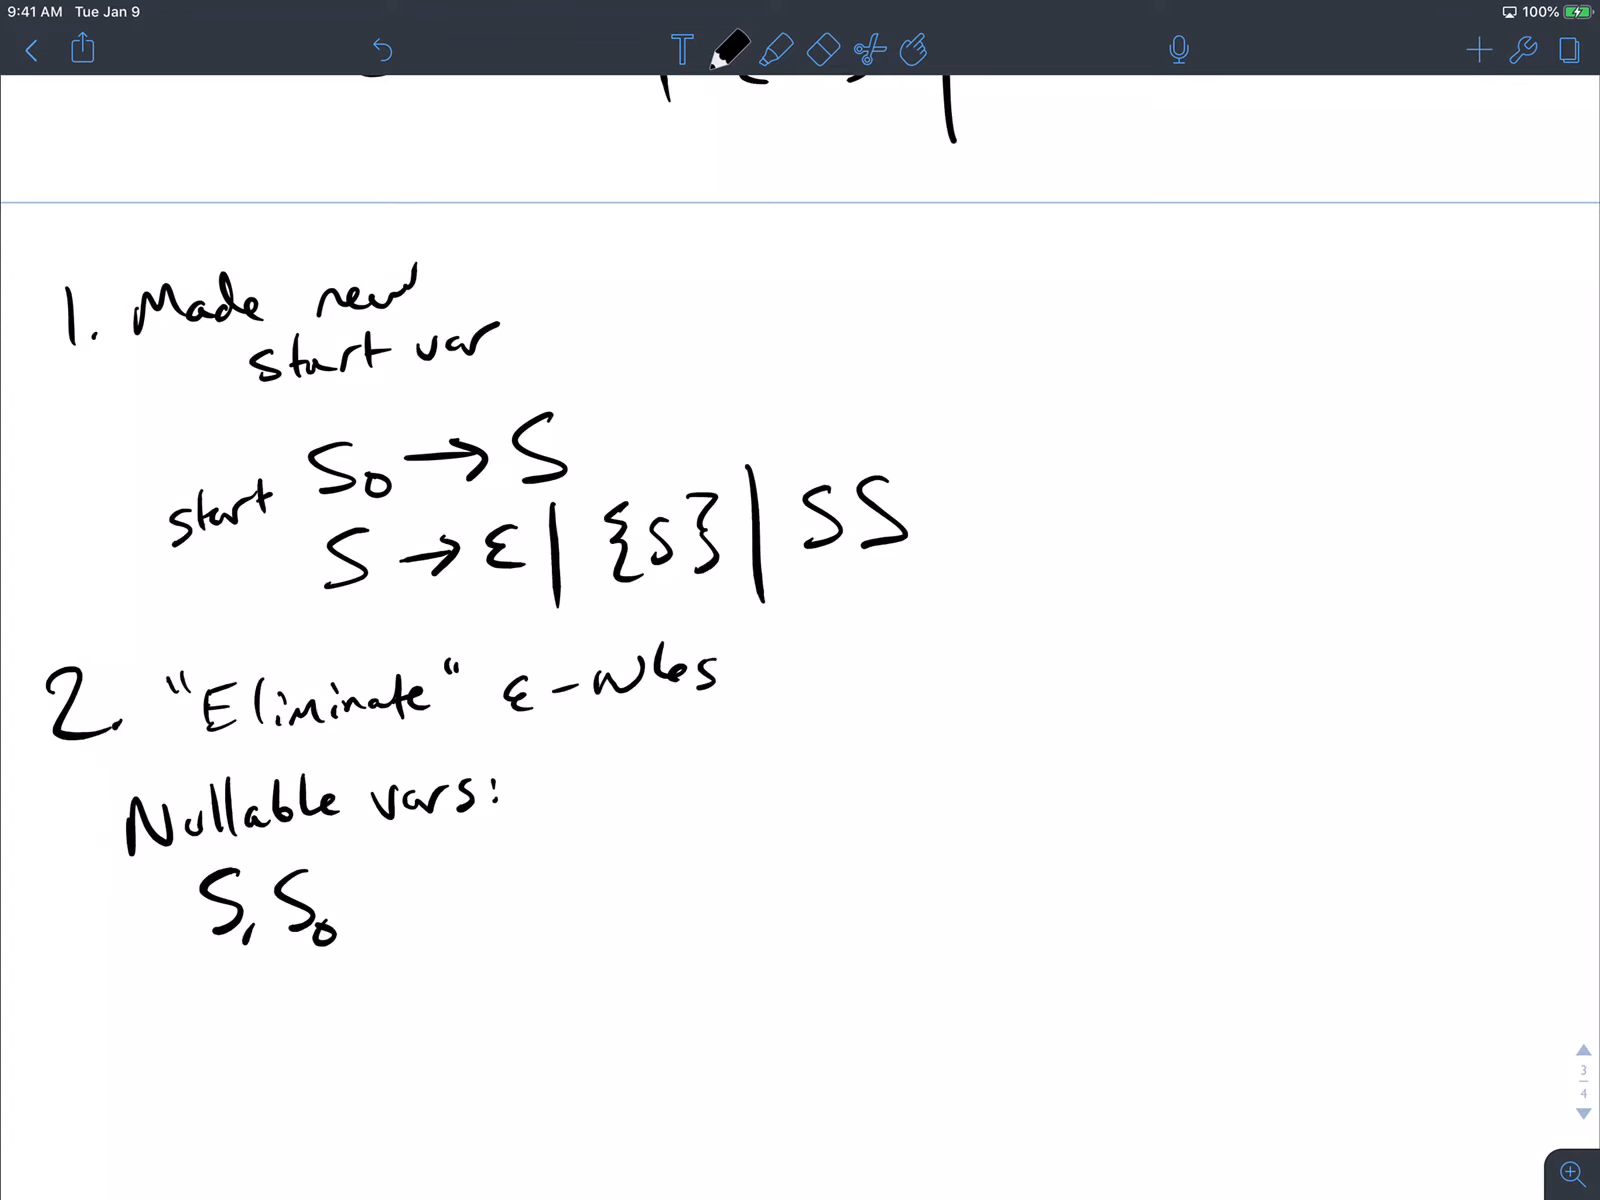 9:41 AM Tue Jan 9 100%
T
1. Made new
start var
start S₀ → S
S → ε | {S} | SS
2. "Eliminate" ε-rules
Nullable vars:
S, S₀
3
4